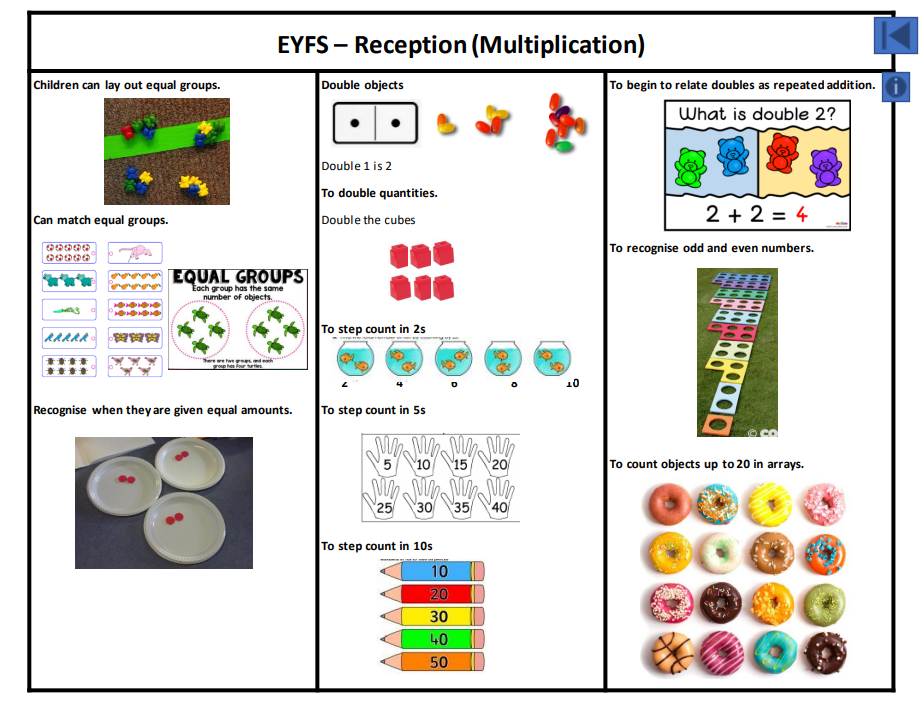 EYFS – Reception (Multiplication)
Children can lay out equal groups.
Can match equal groups.
EQUAL GROUPS
Each group has the same
number of objects.
There are two groups, and each
group has four turtles.
Recognise when they are given equal amounts.
Double objects
Double 1 is 2
To double quantities.
Double the cubes
To step count in 2s
2 4 6 8 10
To step count in 5s
5 10 15 20
25 30 35 40
To step count in 10s
10
20
30
40
50
To begin to relate doubles as repeated addition.
What is double 2?
2 + 2 = 4
To recognise odd and even numbers.
To count objects up to 20 in arrays.